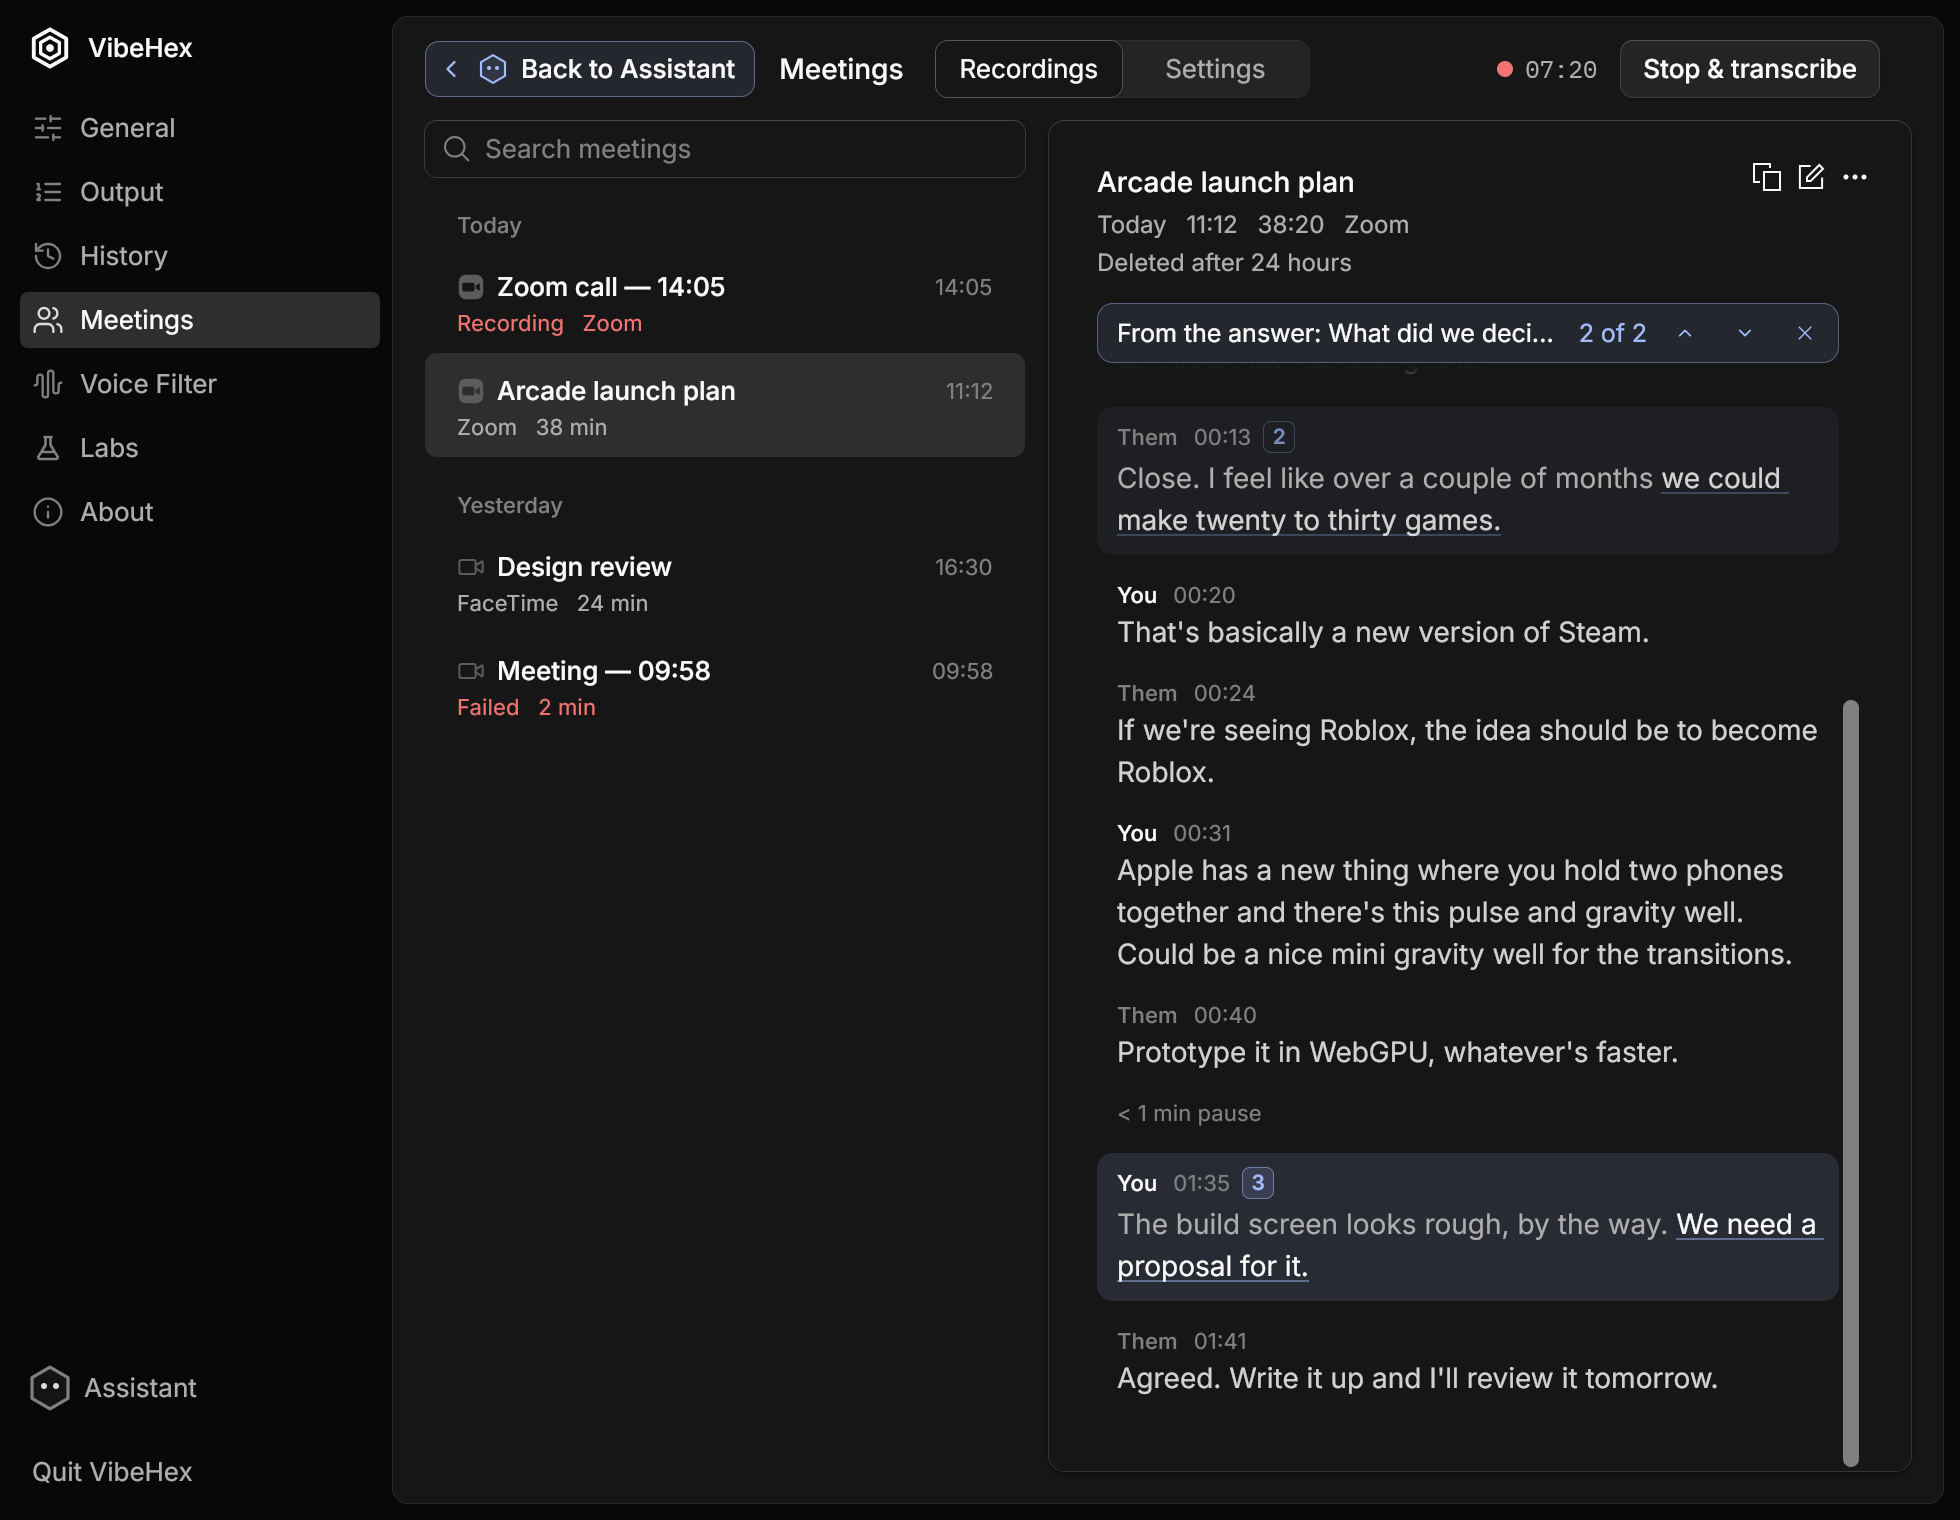 VibeHex
General
Output
History
Meetings
Voice Filter
Labs
About
Assistant
Quit VibeHex
Back to Assistant
Meetings
Recordings
Settings
07:20
Stop & transcribe
Search meetings
Today
Zoom call — 14:05
14:05
Recording Zoom
Arcade launch plan
11:12
Zoom 38 min
Yesterday
Design review
16:30
FaceTime 24 min
Meeting — 09:58
09:58
Failed 2 min
Arcade launch plan
Today 11:12 38:20 Zoom
Deleted after 24 hours
From the answer: What did we deci... 2 of 2
Them 00:13 2
Close. I feel like over a couple of months we could
make twenty to thirty games.
You 00:20
That's basically a new version of Steam.
Them 00:24
If we're seeing Roblox, the idea should be to become
Roblox.
You 00:31
Apple has a new thing where you hold two phones
together and there's this pulse and gravity well.
Could be a nice mini gravity well for the transitions.
Them 00:40
Prototype it in WebGPU, whatever's faster.
< 1 min pause
You 01:35 3
The build screen looks rough, by the way. We need a
proposal for it.
Them 01:41
Agreed. Write it up and I'll review it tomorrow.